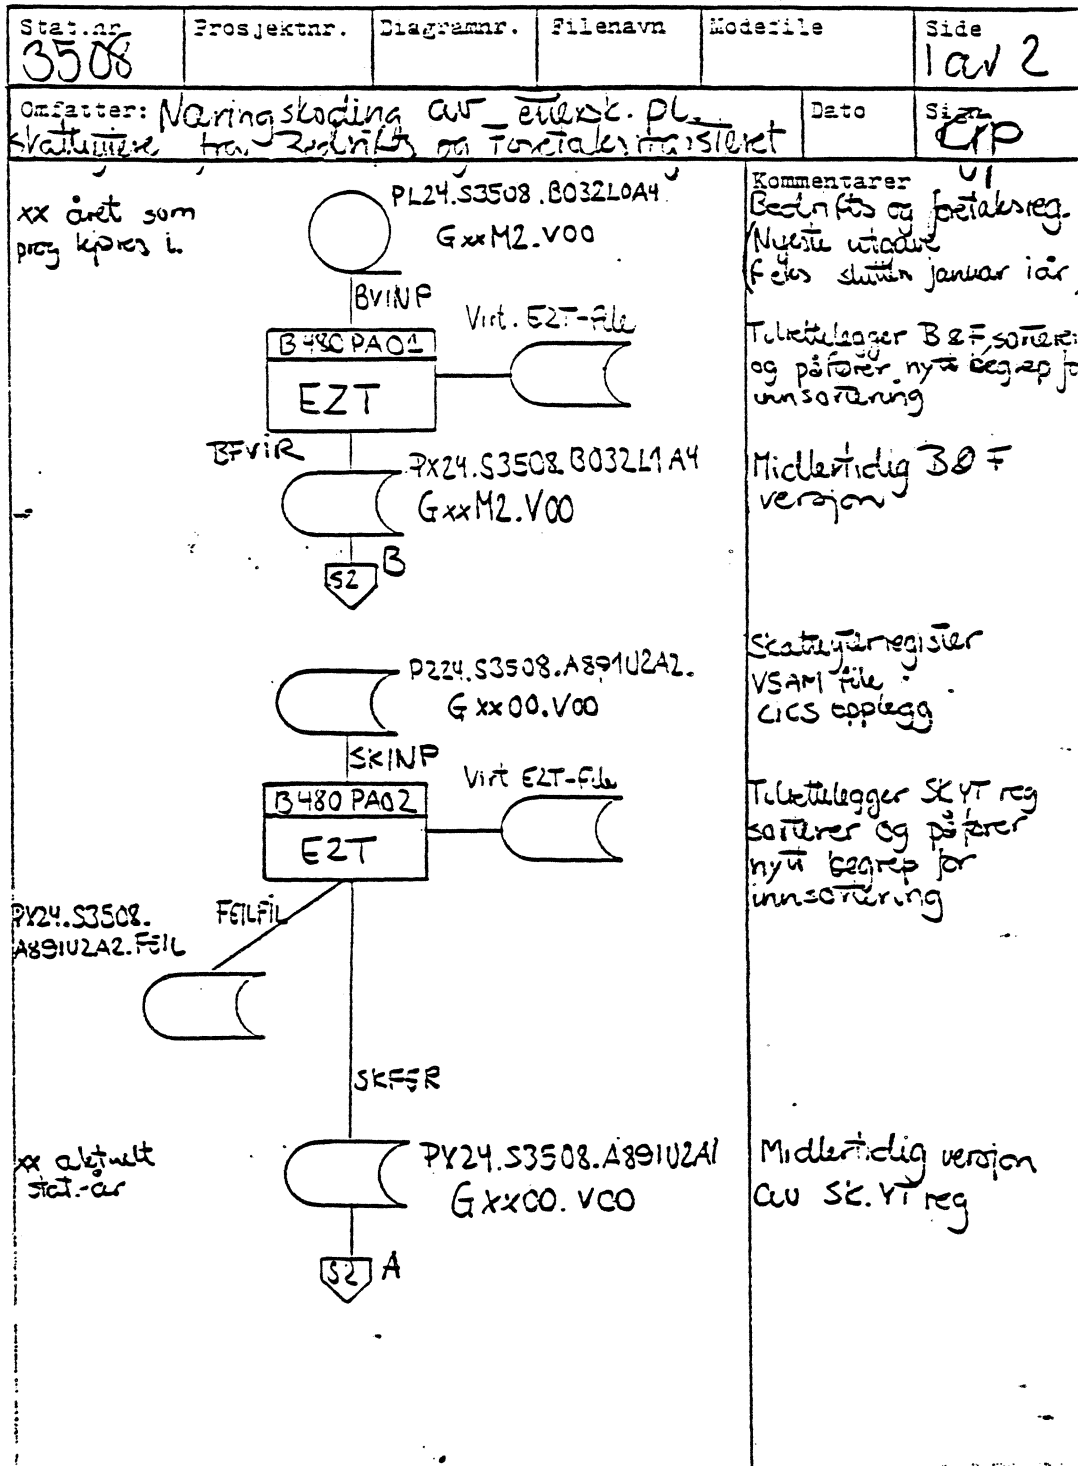 Stat.nr
3508
Prosjektnr.
Diagramnr.
Filenavn
Modefile
Side
1 av 2
Omfatter: Næringskoding av ettersk. pl.
skattytere fra Bedrifts og Foretaksregisteret
Dato
Sign
xx året som
prog kjøres i.
PL24.S3508.B032L0A4
GxxM2.V00
Kommentarer
Bedrifts og foretaksreg.
(Nyeste utgave
f eks slutten januar i år
BVINP
Virt. EZT-file
B480PA01
EZT
Tilrettelegger B&F, sorterer
og påfører nytt begrep for
innsortering
BFVIR
PX24.S3508.B032L1A4
GxxM2.V00
Midlertidig B&F
versjon
S2 B
P224.S3508.A891U2A2.
Gxx00.V00
Skatteyterregister
VSAM file
CICS opplegg
SKINP
Virt EZT-file
B480PA02
EZT
Tilrettelegger SKYT reg
sorterer og påfører
nytt begrep for
innsortering
PX24.S3508.
A891U2A2.FEIL
FEILFIL
SKFER
xx aktuelt
stat.-år
PX24.S3508.A891U2A1
Gxx00.V00
Midlertidig versjon
av SK.YT reg
S2 A